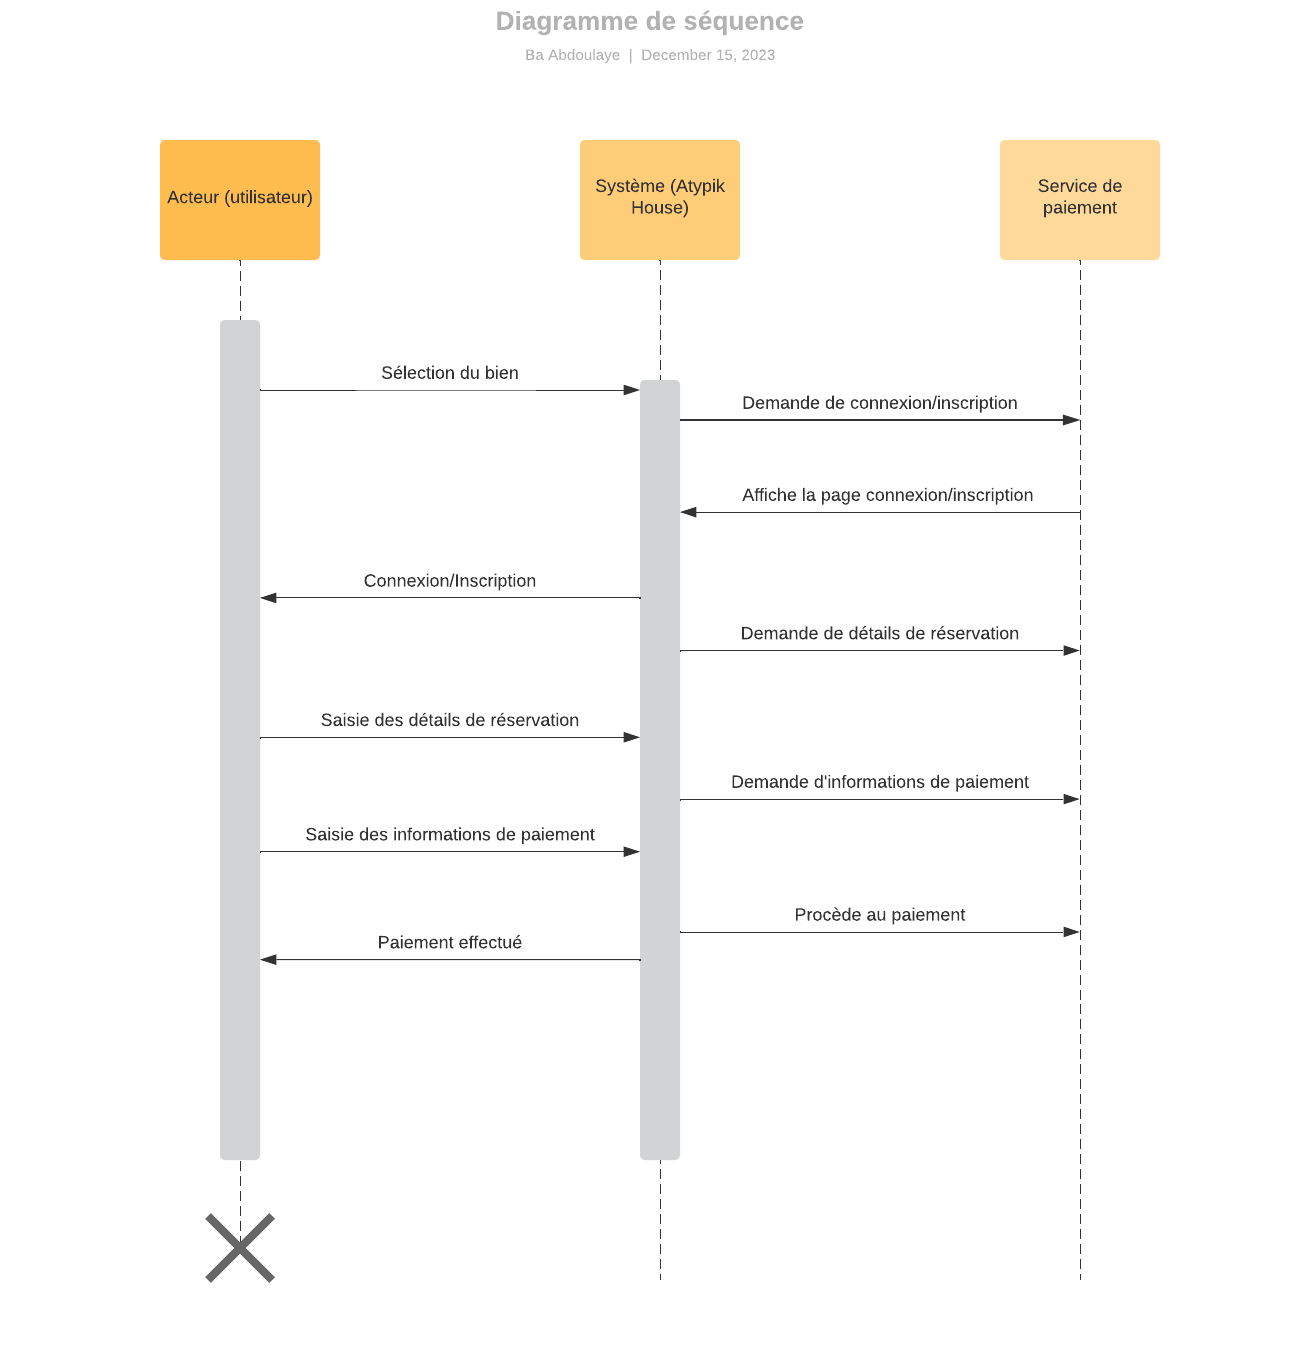 Diagramme de séquence
Ba Abdoulaye | December 15, 2023
Acteur (utilisateur)
Système (Atypik
House)
Service de
paiement
Sélection du bien
Demande de connexion/inscription
Affiche la page connexion/inscription
Connexion/Inscription
Demande de détails de réservation
Saisie des détails de réservation
Demande d'informations de paiement
Saisie des informations de paiement
Procède au paiement
Paiement effectué